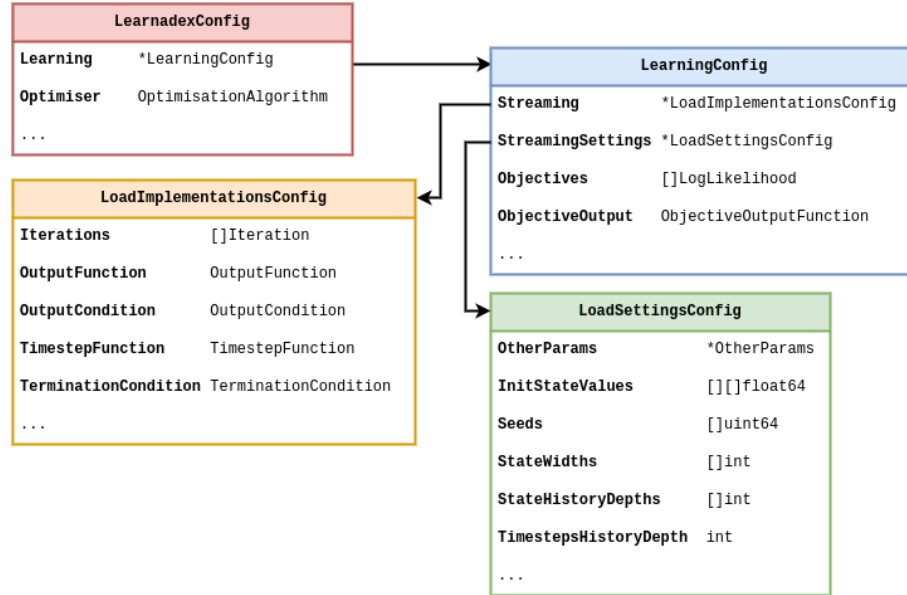 LearnadexConfig
Learning *LearningConfig
Optimiser OptimisationAlgorithm
...
LearningConfig
Streaming *LoadImplementationsConfig
StreamingSettings *LoadSettingsConfig
Objectives []LogLikelihood
ObjectiveOutput ObjectiveOutputFunction
...
LoadImplementationsConfig
Iterations []Iteration
OutputFunction OutputFunction
OutputCondition OutputCondition
TimestepFunction TimestepFunction
TerminationCondition TerminationCondition
...
LoadSettingsConfig
OtherParams *OtherParams
InitStateValues [][]float64
Seeds []uint64
StateWidths []int
StateHistoryDepths []int
TimestepsHistoryDepth int
...